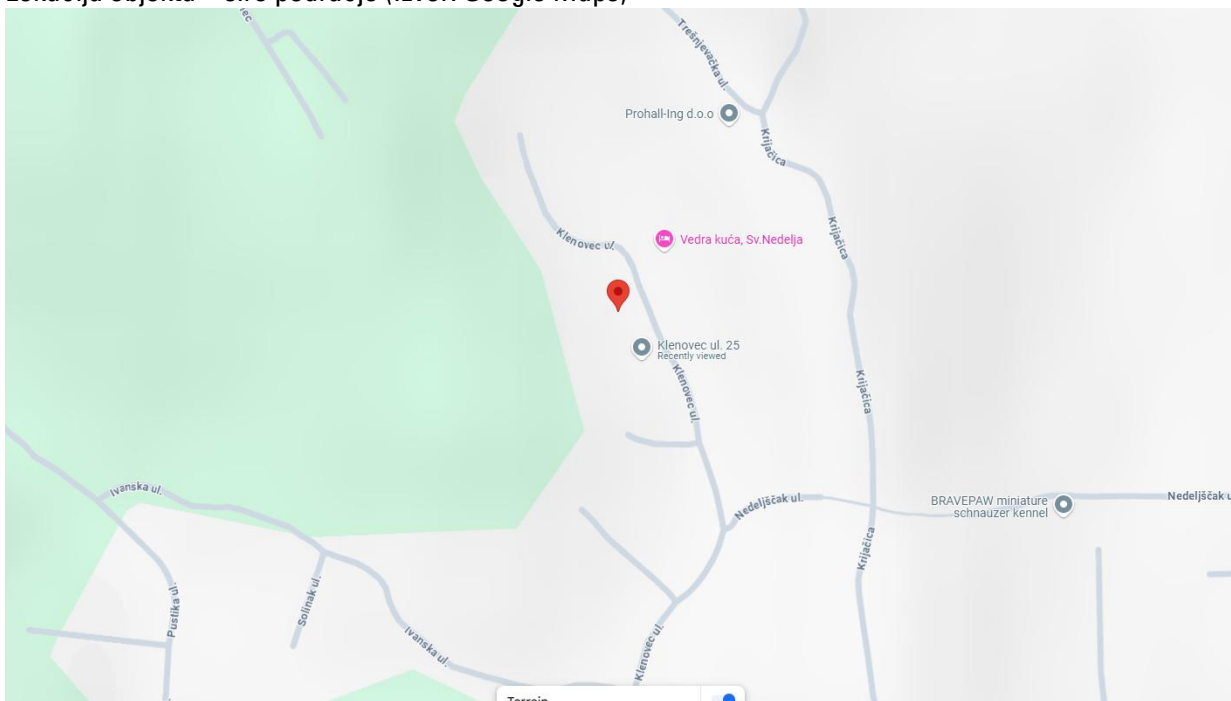 Lokacija objekta – šire područje (Izvor: Google Maps)
Trešnjevačka ul.
Prohall-Ing d.o.o
Krijačica
Krijačica
Klenovec ul.
Vedra kuća, Sv.Nedelja
Klenovec ul. 25
Recently viewed
Klenovec ul.
Krijačica
Ivanska ul.
Nedeljščak ul.
BRAVEPAW miniature
schnauzer kennel
Nedeljščak u
Krijačica
Pustika ul.
Solinak ul.
Ivanska ul.
Klenovec ul.